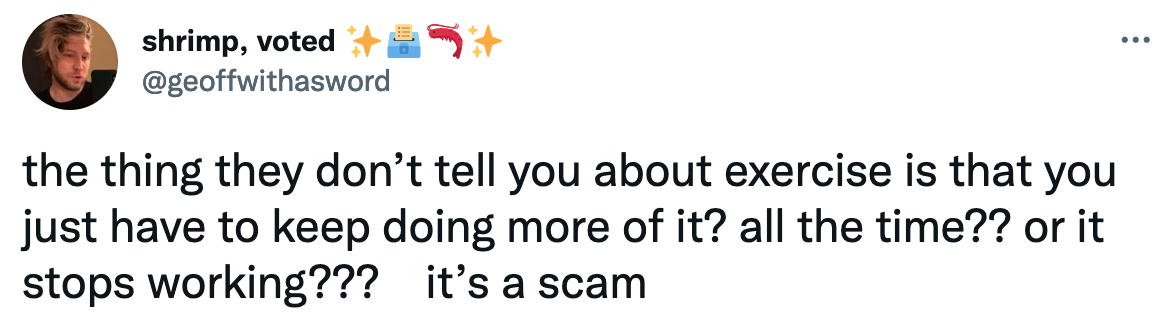 shrimp, voted ✨🗳️🦐✨
@geoffwithasword
the thing they don’t tell you about exercise is that you
just have to keep doing more of it? all the time?? or it
stops working???    it’s a scam